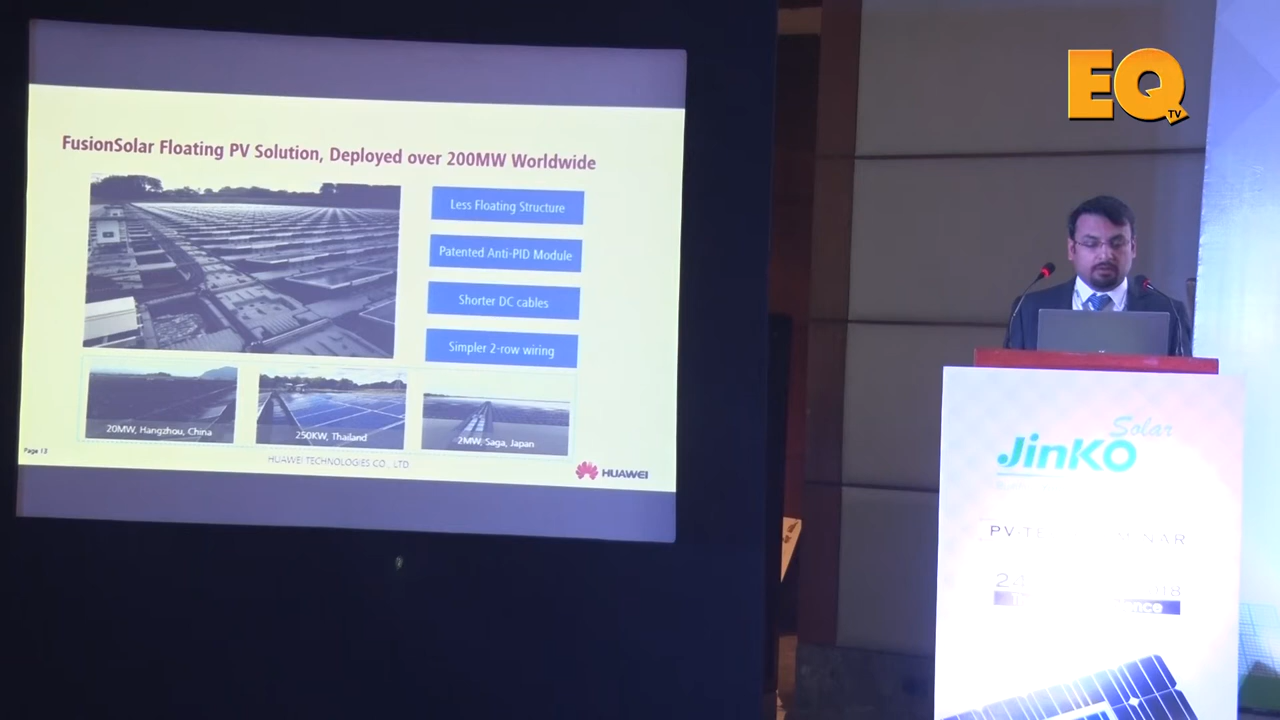 EQ
TV
FusionSolar Floating PV Solution, Deployed over 200MW Worldwide
Less Floating Structure
Patented Anti-PID Module
Shorter DC cables
Simpler 2-row wiring
20MW, Hangzhou, China
250KW, Thailand
2MW, Saga, Japan
Page 13
HUAWEI TECHNOLOGIES CO., LTD
HUAWEI
Solar
JinKO
PV
24